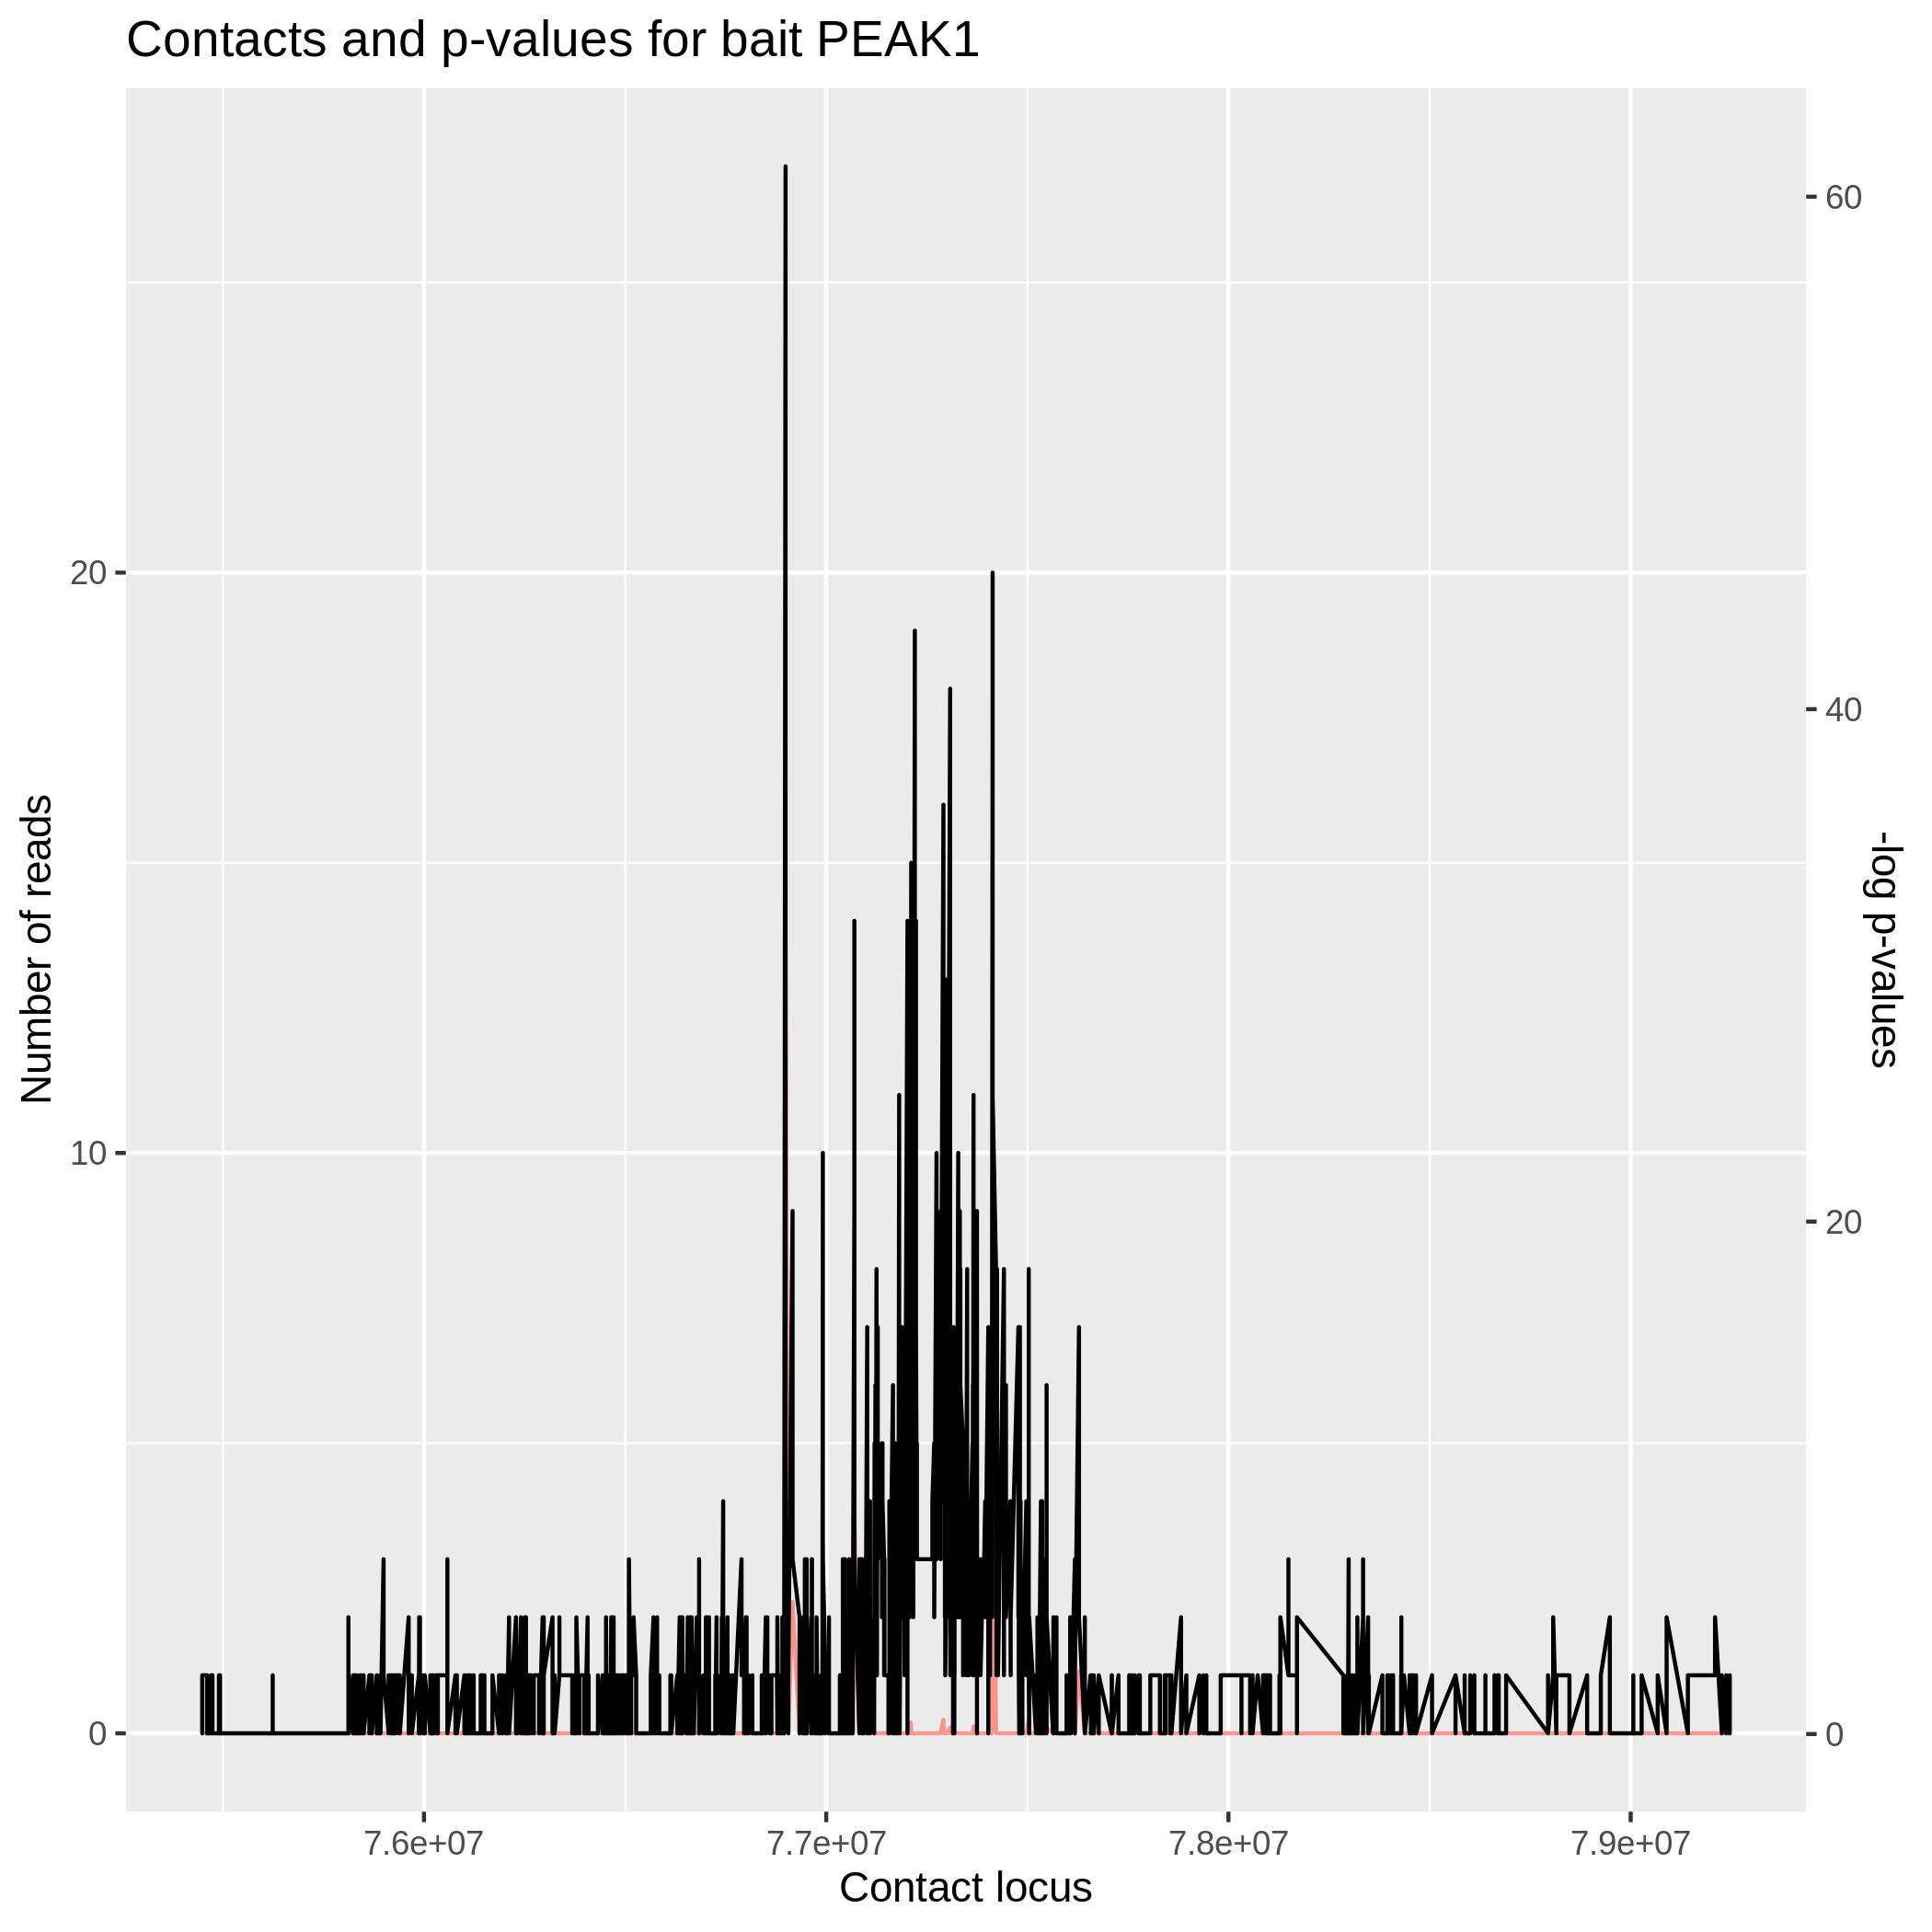 Contacts and p-values for bait PEAK1
60
20
40
Number of reads
-log p-values
10
20
0
0
7.6e+07
7.7e+07
7.8e+07
7.9e+07
Contact locus